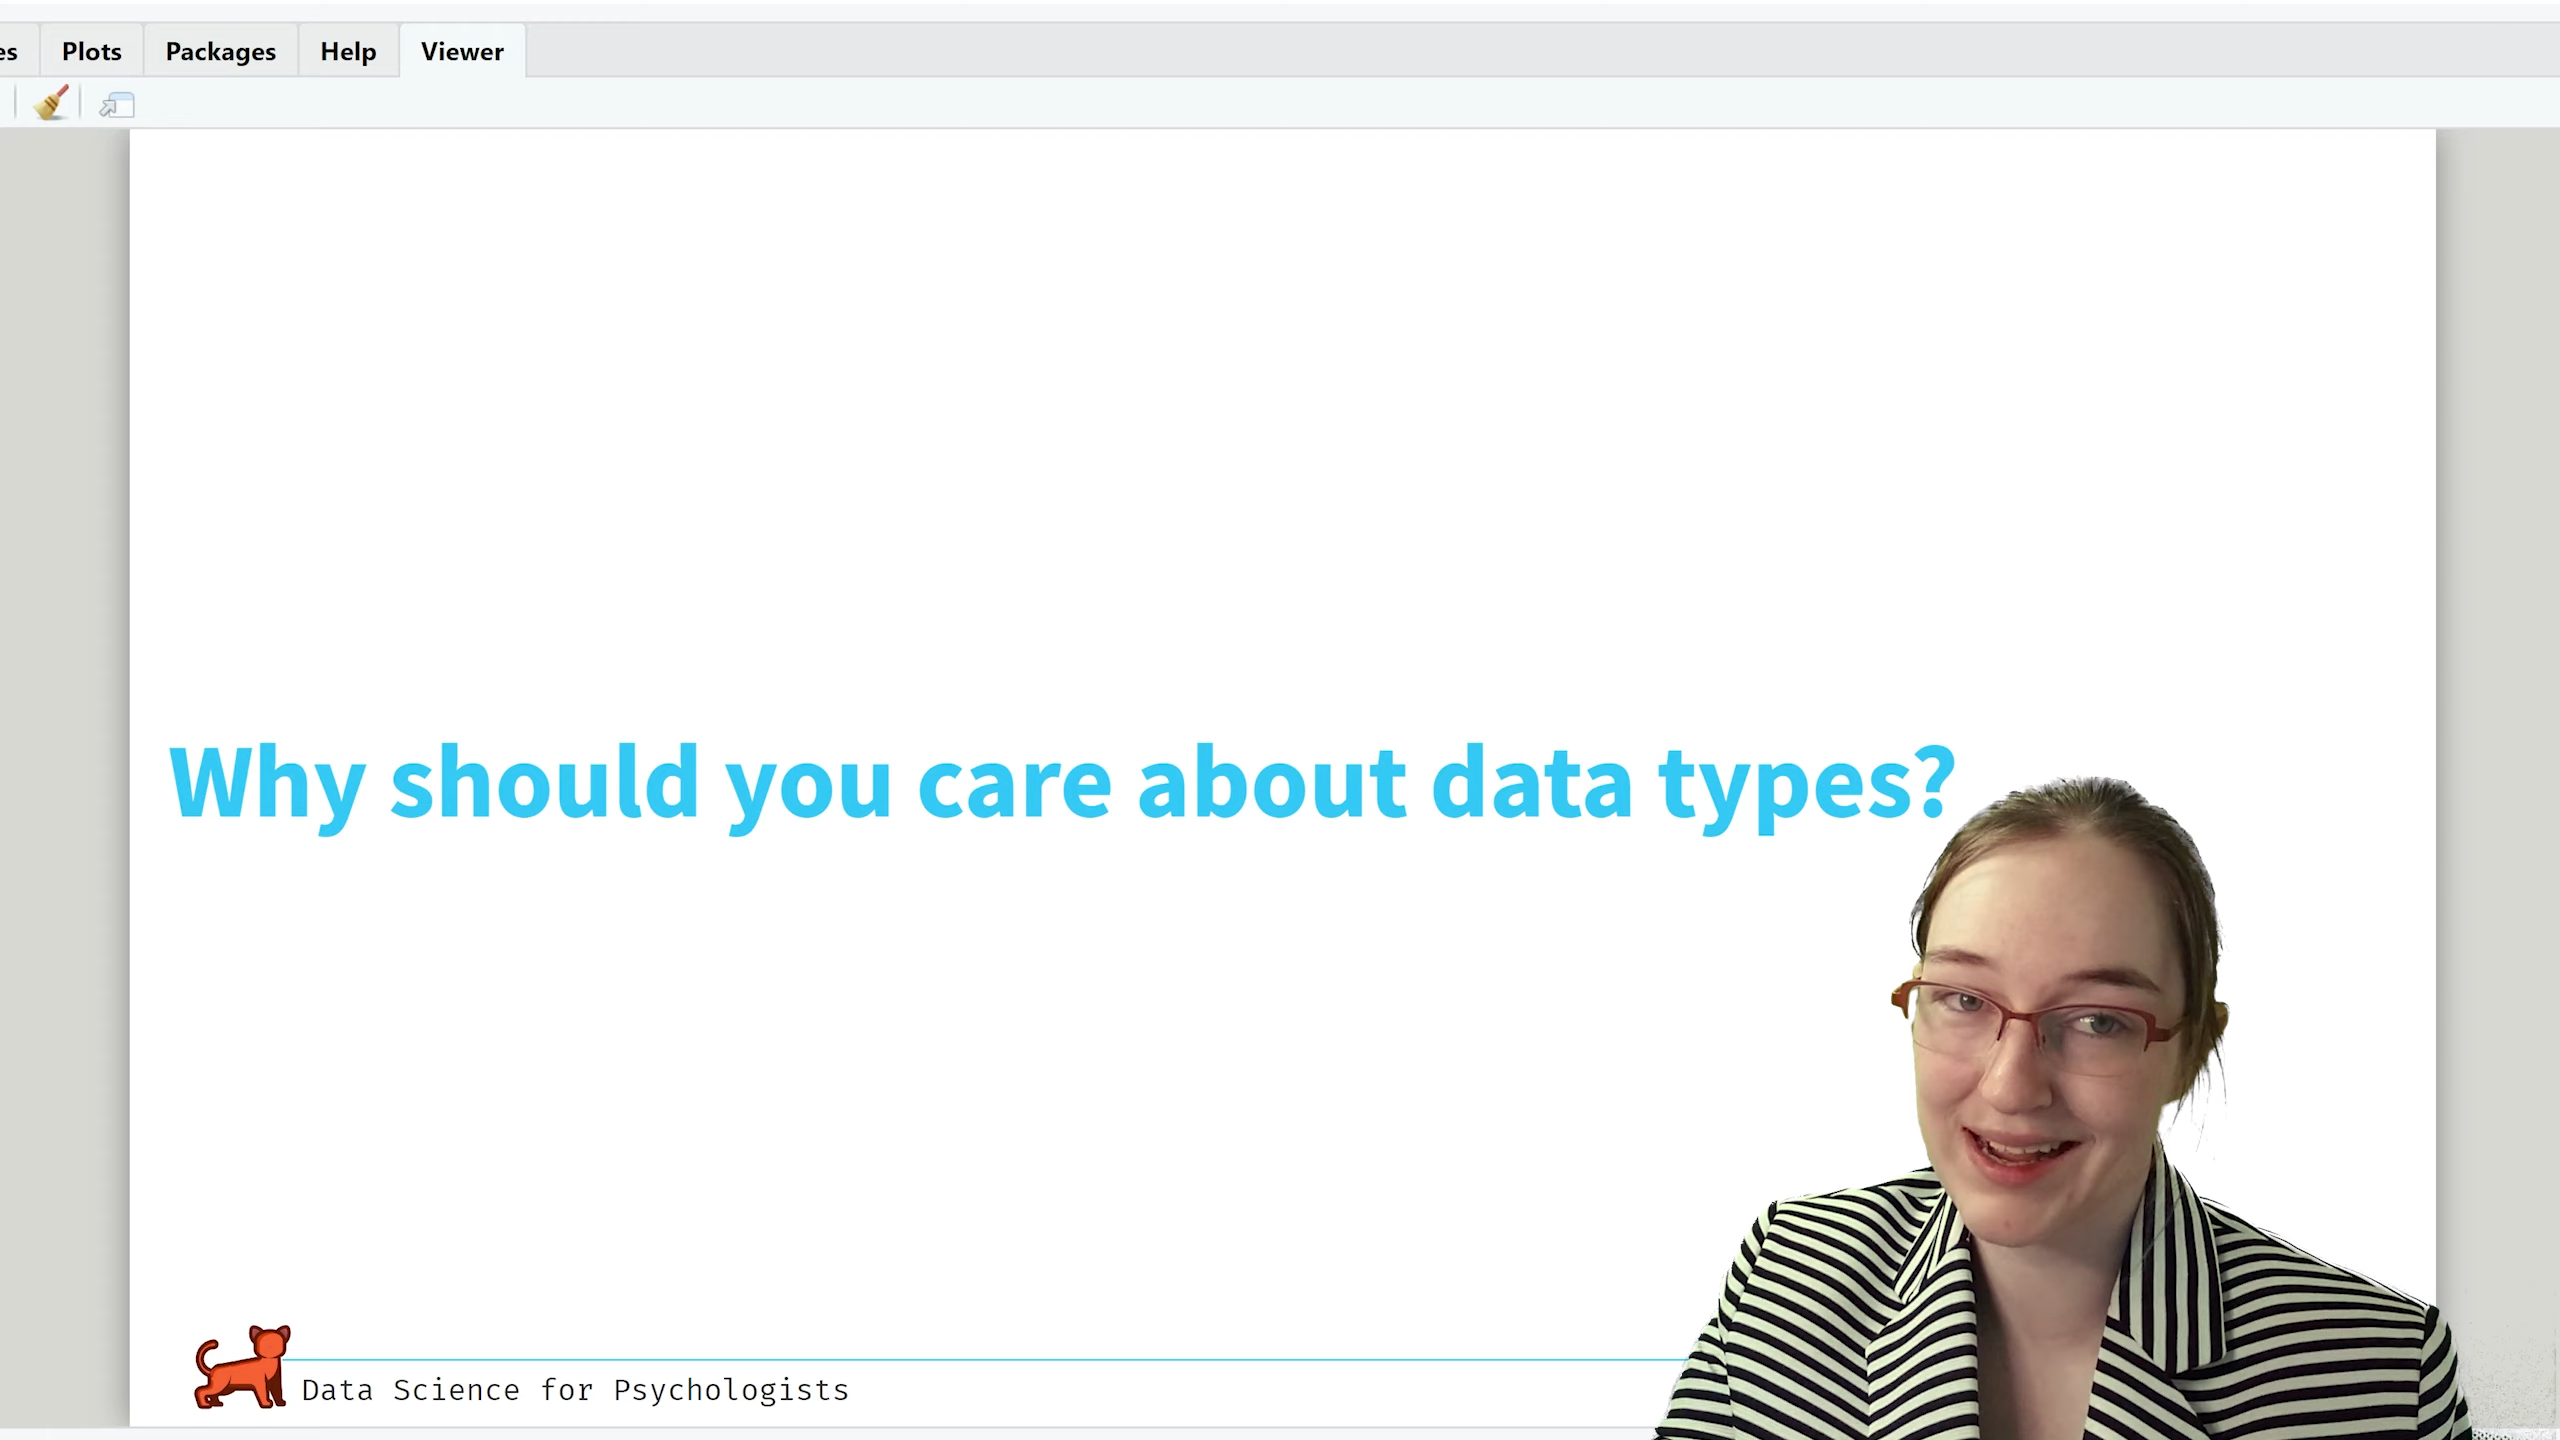 es Plots Packages Help Viewer
Why should you care about data types?
Data Science for Psychologists